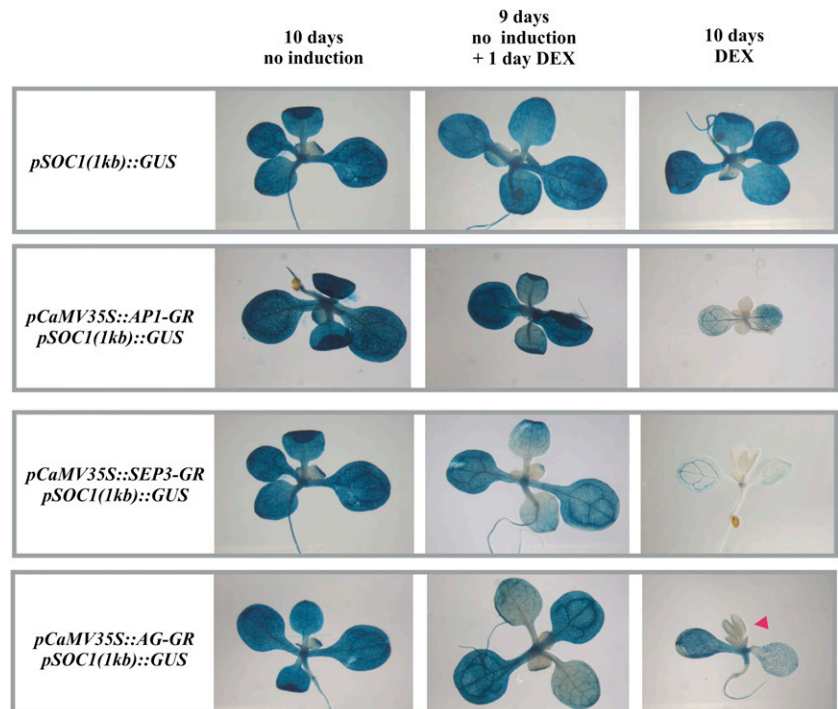 10 days
no induction
9 days
no induction
+ 1 day DEX
10 days
DEX
pSOC1(1kb)::GUS
pCaMV35S::AP1-GR
pSOC1(1kb)::GUS
pCaMV35S::SEP3-GR
pSOC1(1kb)::GUS
pCaMV35S::AG-GR
pSOC1(1kb)::GUS